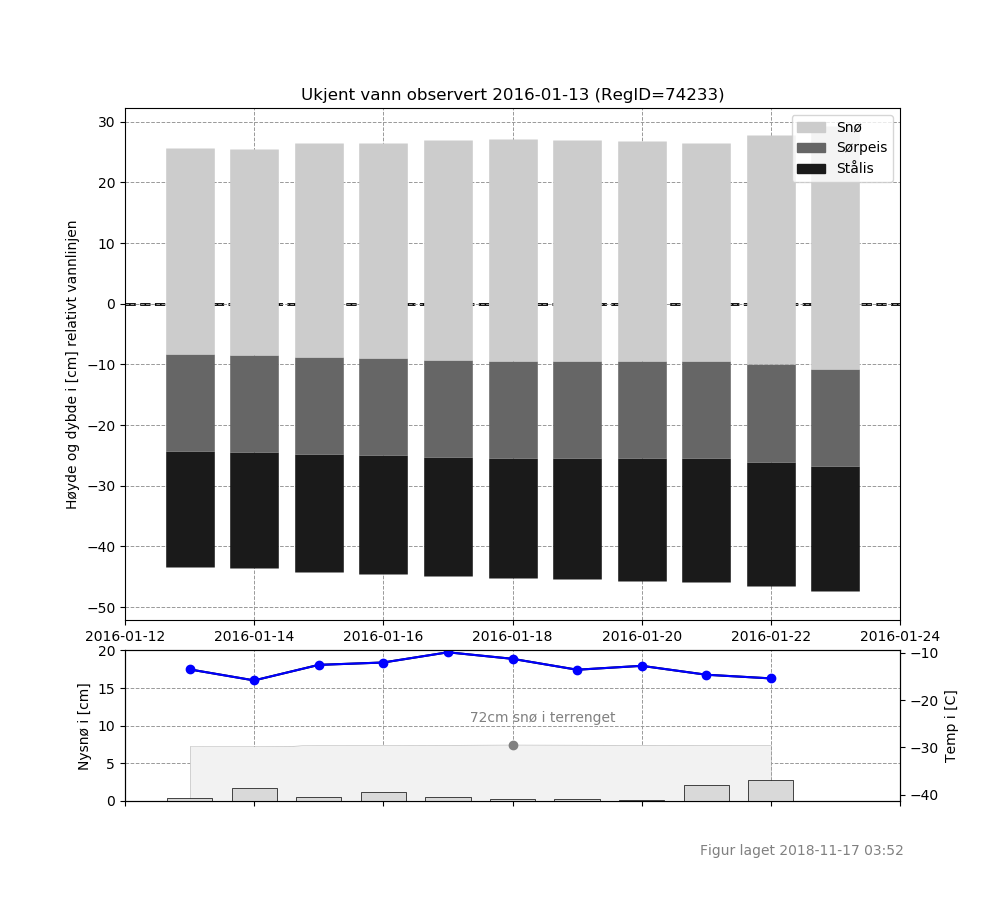 Ukjent vann observert 2016-01-13 (RegID=74233)
Snø
Sørpeis
Stålis
Høyde og dybde i [cm] relativt vannlinjen
30
20
10
0
−10
−20
−30
−40
−50
2016-01-12 2016-01-14 2016-01-16 2016-01-18 2016-01-20 2016-01-22 2016-01-24
Nysnø i [cm]
20
15
10
5
0
72cm snø i terrenget
−10
−20
−30
−40
Temp i [C]
Figur laget 2018-11-17 03:52